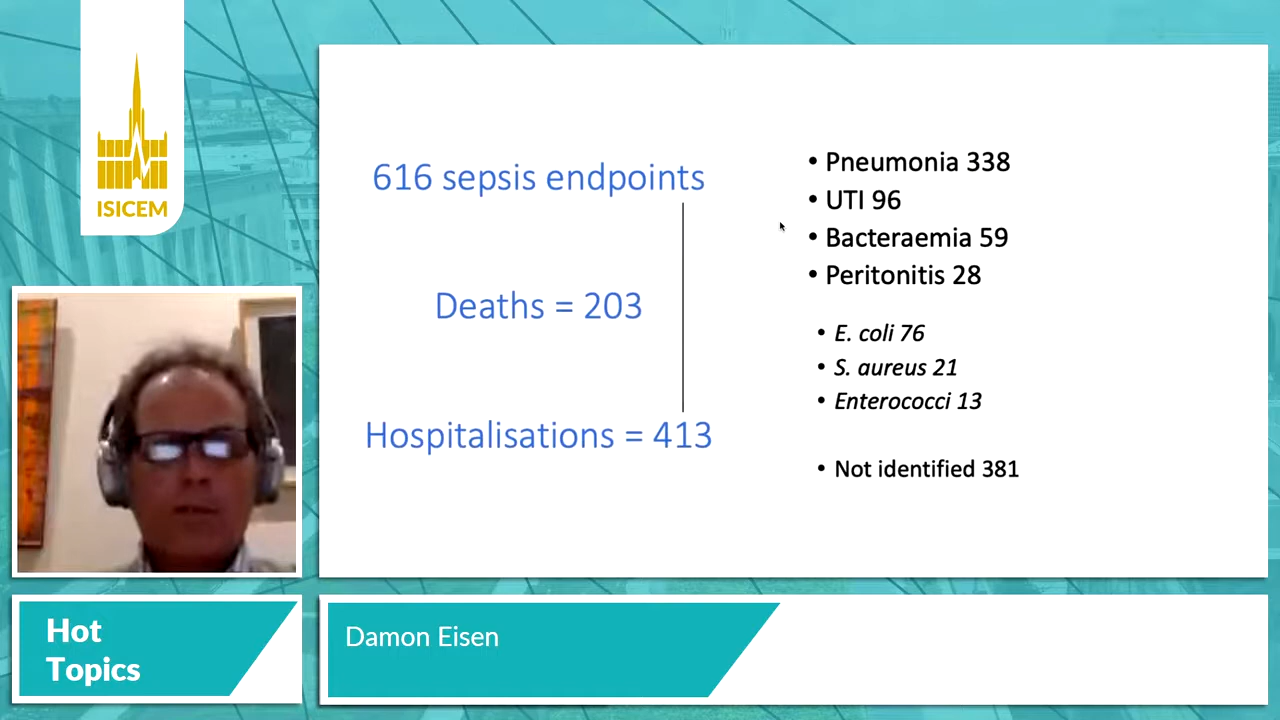 ISICEM
616 sepsis endpoints
Deaths = 203
Hospitalisations = 413
• Pneumonia 338
• UTI 96
• Bacteraemia 59
• Peritonitis 28
• E. coli 76
• S. aureus 21
• Enterococci 13
• Not identified 381
Hot
Topics
Damon Eisen